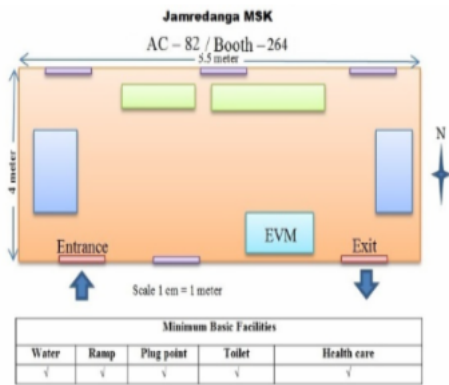 Jamredanga MSK
AC – 82 / Booth – 264
5.5 meter
4 meter
N
EVM
Entrance
Exit
Scale 1 cm = 1 meter
Minimum Basic Facilities
Water Ramp Plug point Toilet Health care
√ √ √ √ √